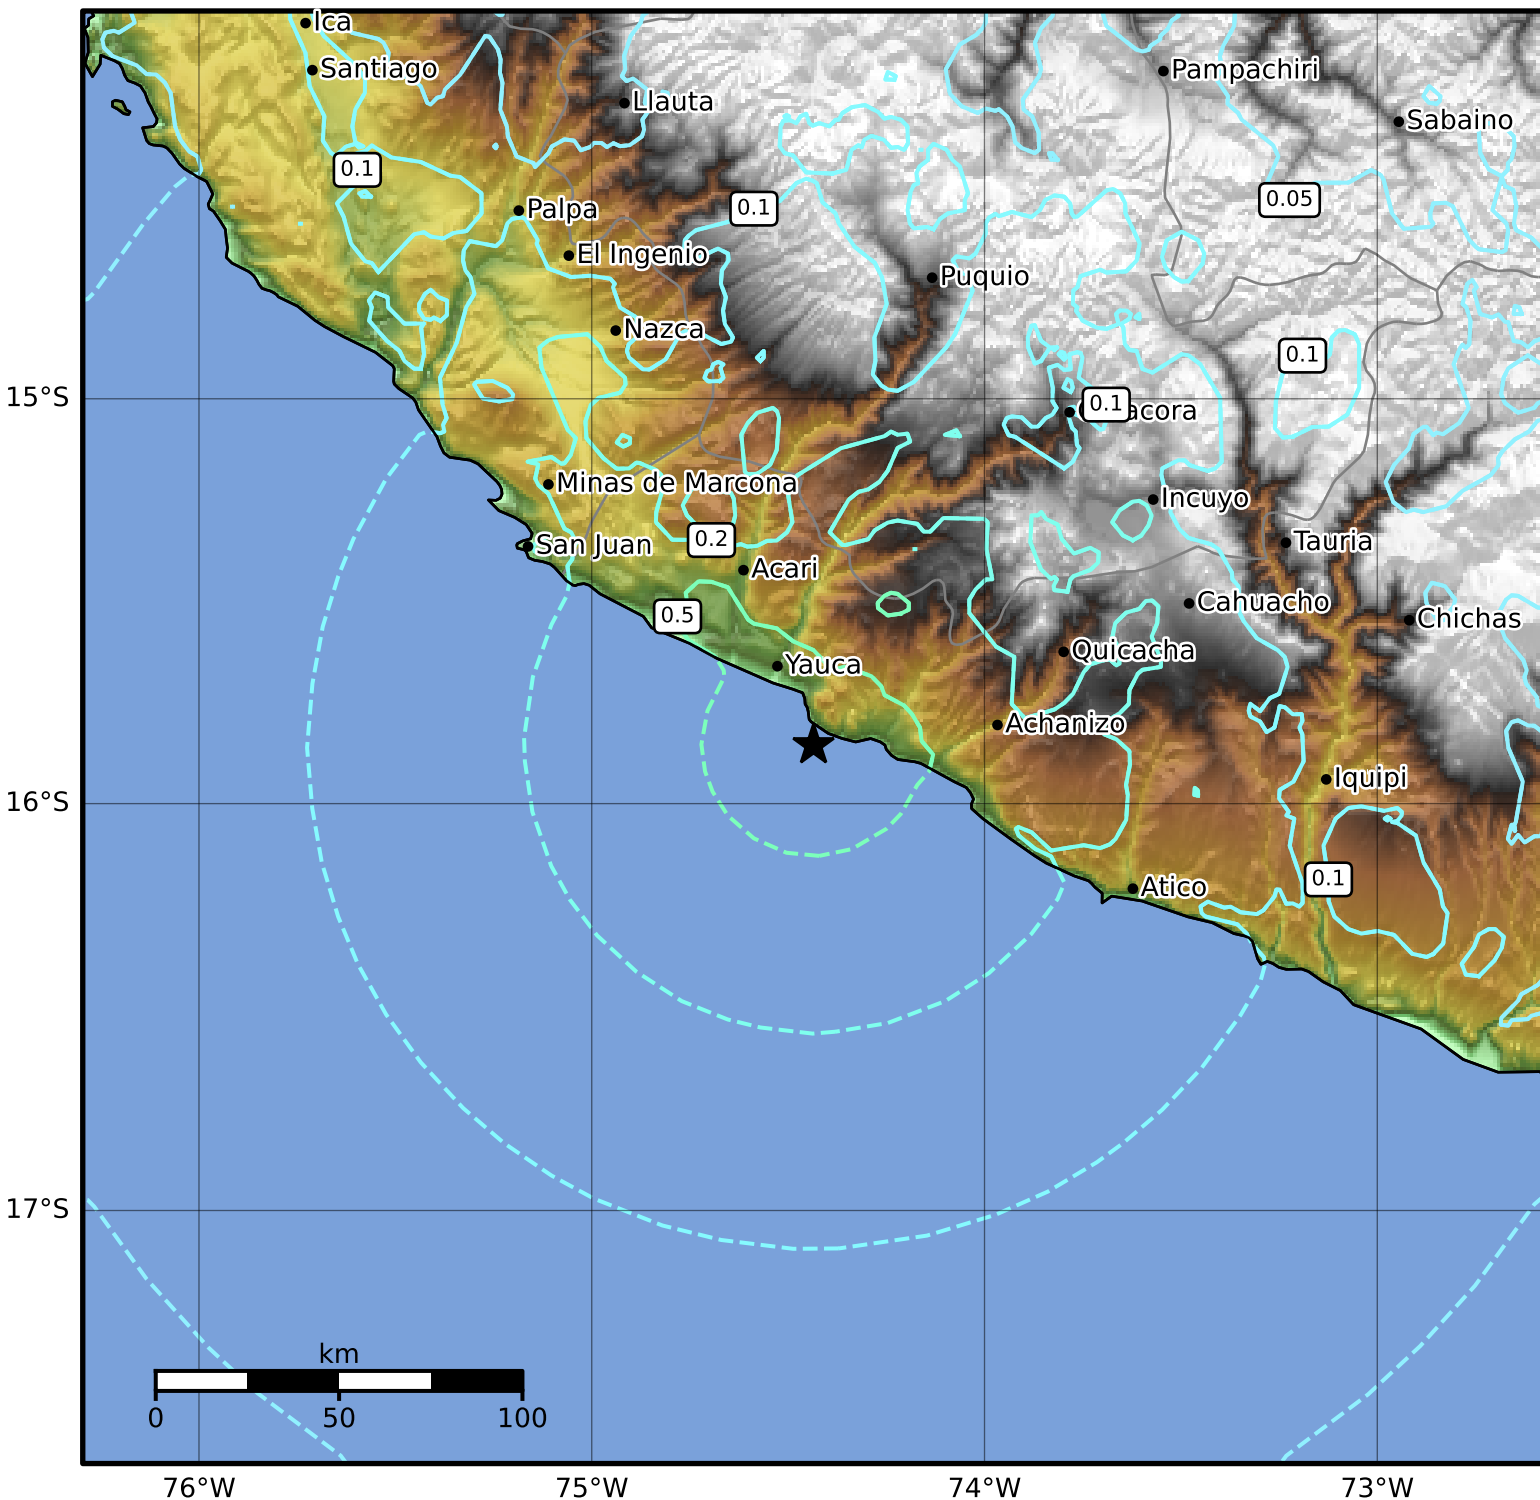 Ica
Santiago
Pampachiri
Llauta
Sabaino
0.1
0.05
0.1
Palpa
El Ingenio
Puquio
Nazca
0.1
15°S
0.1
acora
Minas de Marcona
Incuyo
0.2
San Juan
Tauria
Acari
Cahuacho
0.5
Chichas
Quicacha
Yauca
Achanizo
Iquipi
16°S
0.1
Atico
17°S
km
0 50 100
76°W 75°W 74°W 73°W